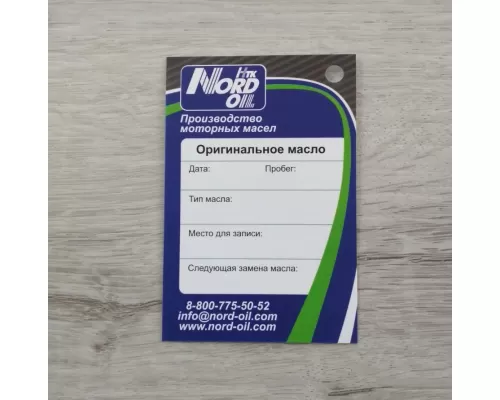 НТК
NORD
OIL
Производство
моторных масел
Оригинальное масло
Дата: Пробег:
Тип масла:
Место для записи:
Следующая замена масла:
8-800-775-50-52
info@nord-oil.com
www.nord-oil.com